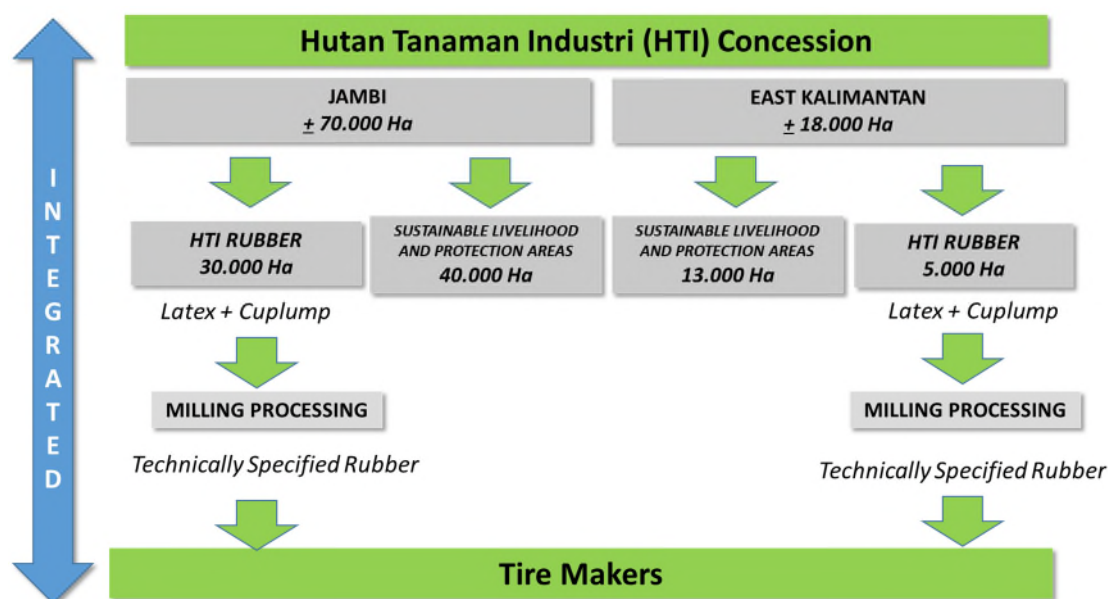 Hutan Tanaman Industri (HTI) Concession
JAMBI
± 70.000 Ha
EAST KALIMANTAN
± 18.000 Ha
HTI RUBBER
30.000 Ha
SUSTAINABLE LIVELIHOOD
AND PROTECTION AREAS
40.000 Ha
SUSTAINABLE LIVELIHOOD
AND PROTECTION AREAS
13.000 Ha
HTI RUBBER
5.000 Ha
Latex + Cuplump
Latex + Cuplump
MILLING PROCESSING
MILLING PROCESSING
Technically Specified Rubber
Technically Specified Rubber
Tire Makers
INTEGRATED